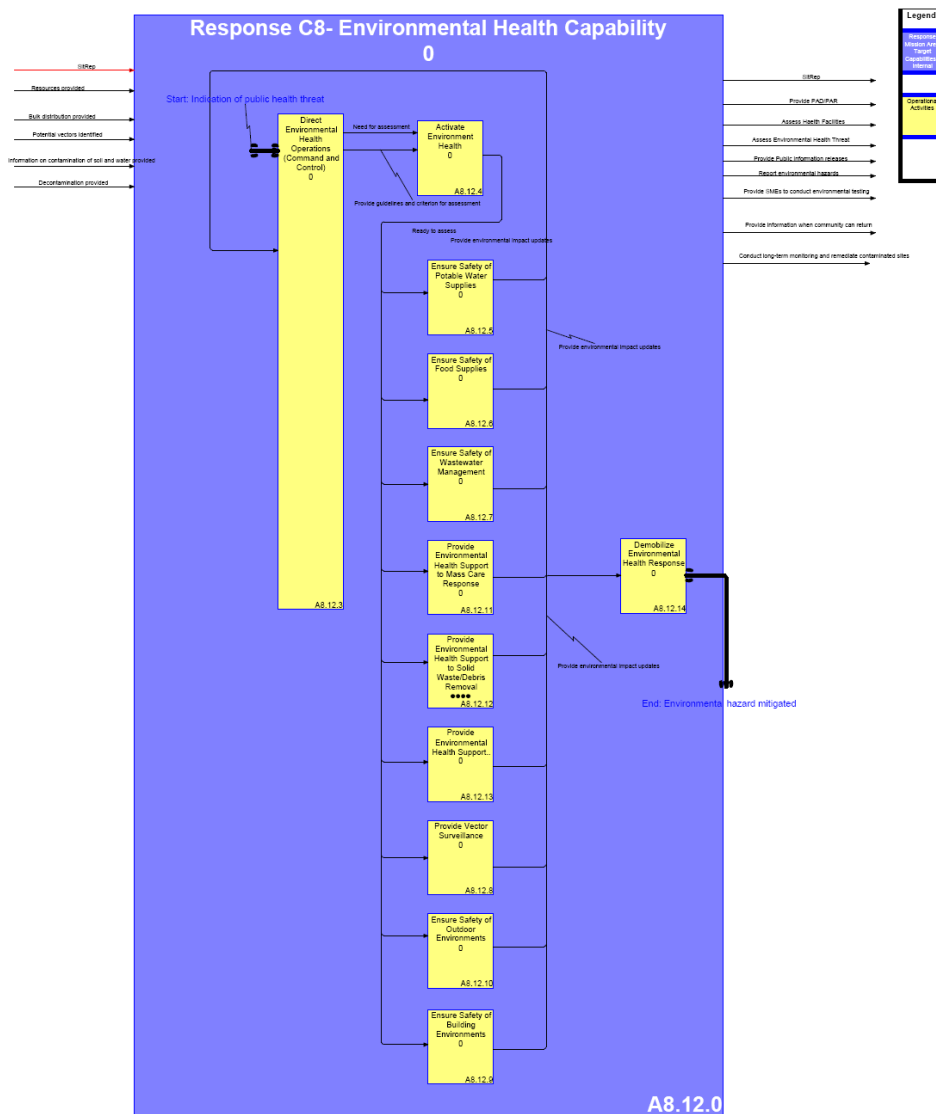 Response C8- Environmental Health Capability
0
Legend
Response
Mission Area
Target
Capabilities
Internal
Operational
Activities
SitRep
Resources provided
Bulk distribution provided
Potential vectors identified
Information on contamination of soil and water provided
Decontamination provided
Start: Indication of public health threat
Direct
Environmental
Health
Operations
(Command and
Control)
0
A8.12.3
Need for assessment
Activate
Environment
Health
0
A8.12.4
Provide guidelines and criterion for assessment
Ready to assess
Provide environmental impact updates
Ensure Safety of
Potable Water
Supplies
0
A8.12.5
Provide environmental impact updates
Ensure Safety of
Food Supplies
0
A8.12.6
Ensure Safety of
Wastewater
Management
0
A8.12.7
Provide
Environmental
Health Support
to Mass Care
Response
0
A8.12.11
Demobilize
Environmental
Health Response
0
A8.12.14
Provide
Environmental
Health Support
to Solid
Waste/Debris
Removal
A8.12.12
Provide environmental impact updates
End: Environmental hazard mitigated
Provide
Environmental
Health Support..
0
A8.12.13
Provide Vector
Surveillance
0
A8.12.8
Ensure Safety of
Outdoor
Environments
0
A8.12.10
Ensure Safety of
Building
Environments
0
A8.12.9
SitRep
Provide PAD/PAR
Assess Haelth Facilities
Assess Environmental Health Threat
Provide Public Information releases
Report environmental hazards
Provide SMEs to conduct environmental testing
Provide information when community can return
Conduct long-term monitoring and remediate contaminated sites
A8.12.0